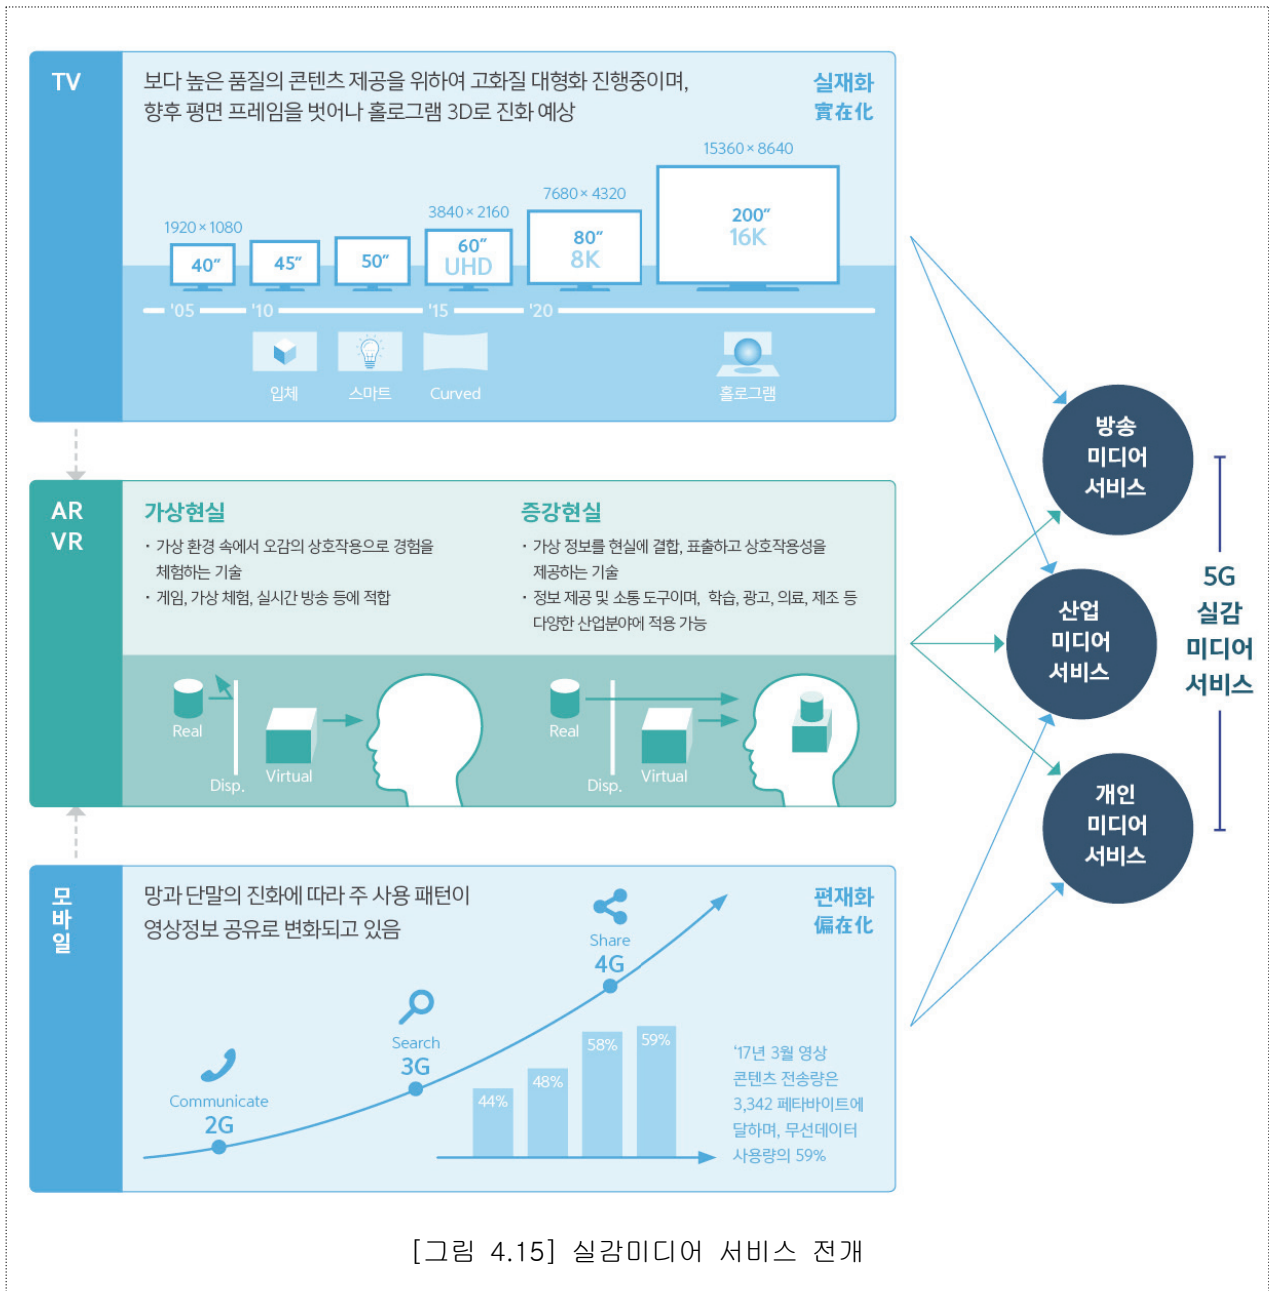 TV
보다 높은 품질의 콘텐츠 제공을 위하여 고화질 대형화 진행중이며,
향후 평면 프레임을 벗어나 홀로그램 3D로 진화 예상
실재화
實在化
1920 × 1080
3840 × 2160
7680 × 4320
15360 × 8640
40″
45″
50″
60″
UHD
80″
8K
200″
16K
'05
'10
'15
'20
입체
스마트
Curved
홀로그램
AR
VR
가상현실
· 가상 환경 속에서 오감의 상호작용으로 경험을
체험하는 기술
· 게임, 가상 체험, 실시간 방송 등에 적합
증강현실
· 가상 정보를 현실에 결합, 표출하고 상호작용성을
제공하는 기술
· 정보 제공 및 소통 도구이며, 학습, 광고, 의료, 제조 등
다양한 산업분야에 적용 가능
Real
Disp.
Virtual
Real
Disp.
Virtual
모
바
일
망과 단말의 진화에 따라 주 사용 패턴이
영상정보 공유로 변화되고 있음
편재화
偏在化
Communicate
2G
Search
3G
Share
4G
44%
48%
58%
59%
'17년 3월 영상
콘텐츠 전송량은
3,342 페타바이트에
달하며, 무선데이터
사용량의 59%
방송
미디어
서비스
산업
미디어
서비스
개인
미디어
서비스
5G
실감
미디어
서비스
[그림 4.15] 실감미디어 서비스 전개